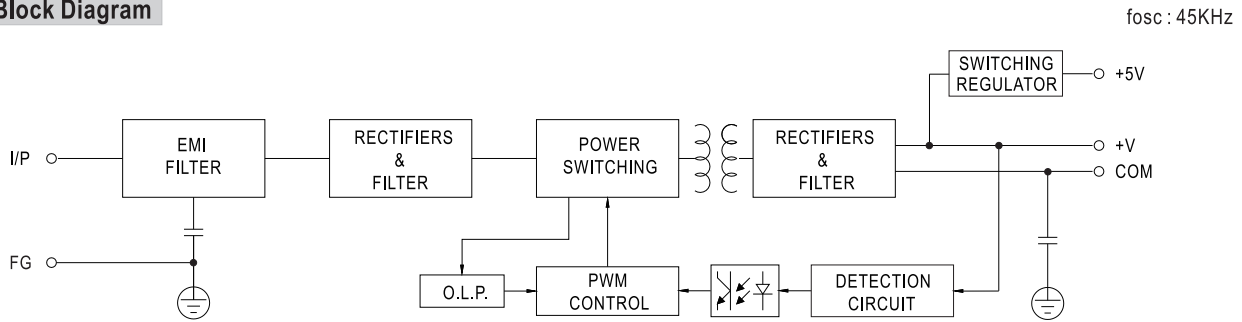 Block Diagram
fosc : 45KHz
SWITCHING
REGULATOR
+5V
I/P
EMI
FILTER
RECTIFIERS
&
FILTER
POWER
SWITCHING
RECTIFIERS
&
FILTER
+V
COM
FG
O.L.P.
PWM
CONTROL
DETECTION
CIRCUIT